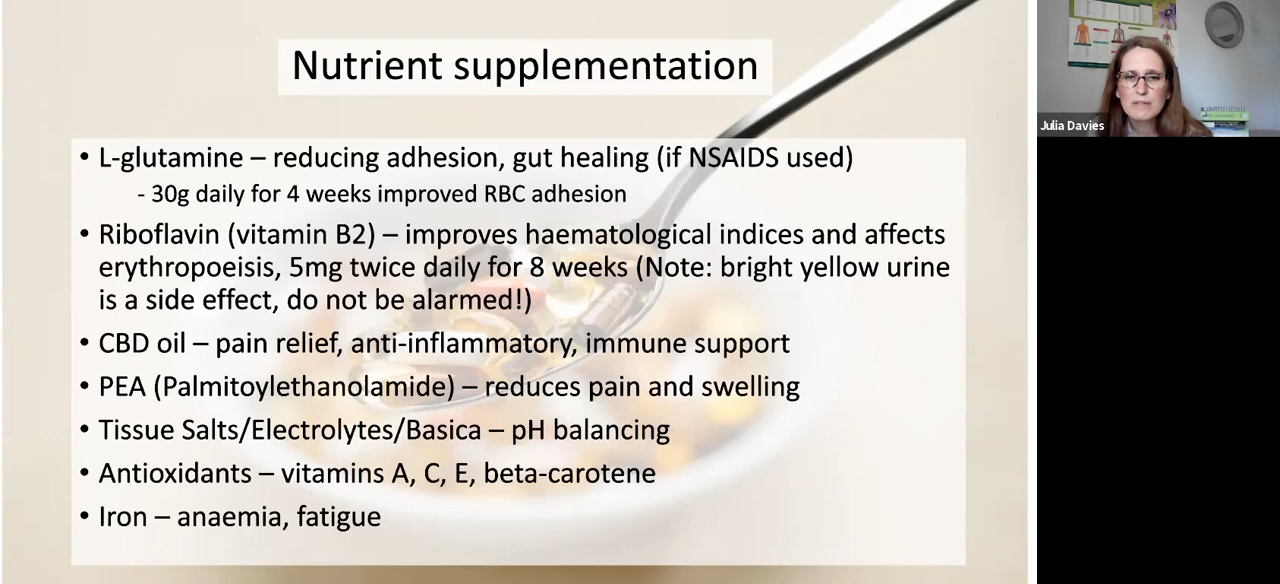 Nutrient supplementation
• L-glutamine – reducing adhesion, gut healing (if NSAIDS used)
- 30g daily for 4 weeks improved RBC adhesion
• Riboflavin (vitamin B2) – improves haematological indices and affects
erythropoeisis, 5mg twice daily for 8 weeks (Note: bright yellow urine
is a side effect, do not be alarmed!)
• CBD oil – pain relief, anti-inflammatory, immune support
• PEA (Palmitoylethanolamide) – reduces pain and swelling
• Tissue Salts/Electrolytes/Basica – pH balancing
• Antioxidants – vitamins A, C, E, beta-carotene
• Iron – anaemia, fatigue
Julia Davies